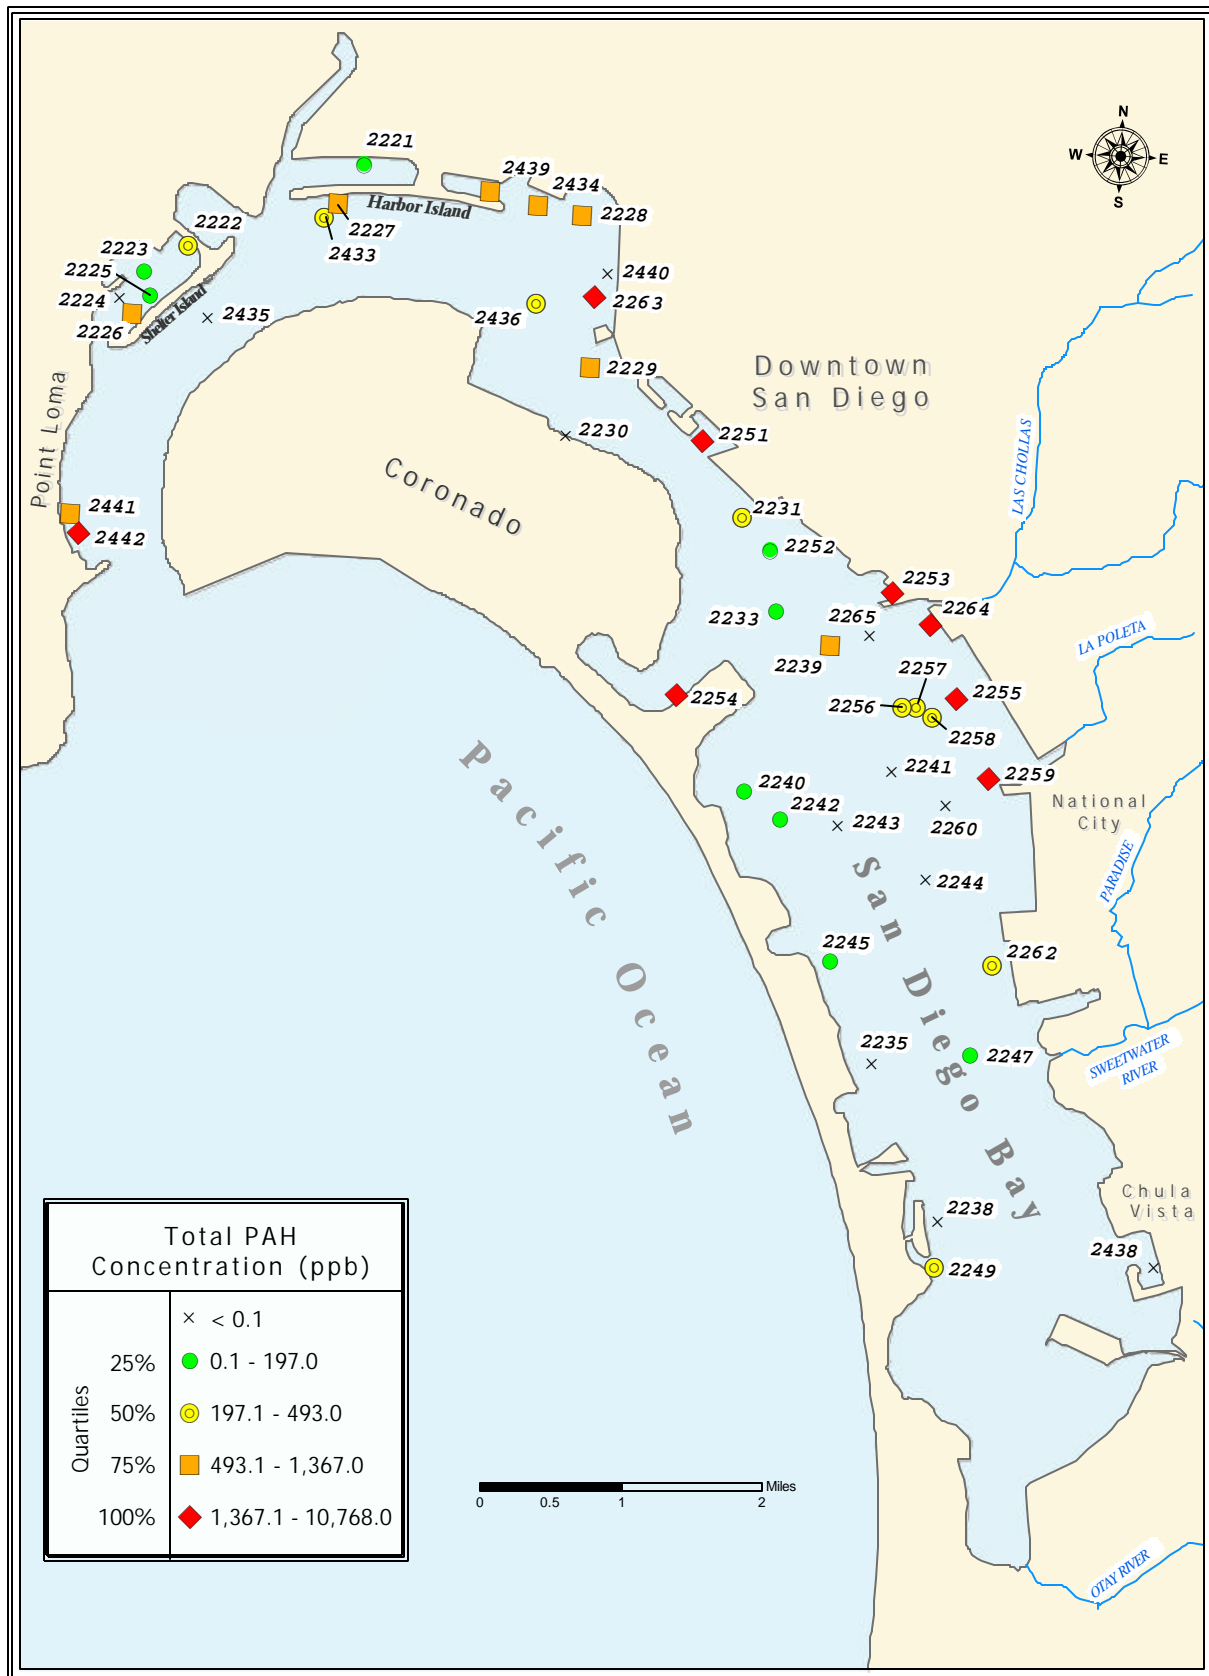 N
W
E
S
2221
2439
2434
2228
Harbor Island
2227
2433
2222
2223
2225
2224
2226
Shelter Island
2435
2440
2263
2436
2229
Downtown
San Diego
2230
2251
Point Loma
Coronado
LAS CHOLLAS
2441
2442
2231
2252
2253
2264
2233
2265
2239
2257
LA POLETA
2254
2256
2255
2258
2241
2259
2240
2242
2243
2260
National
City
Pacific Ocean
San Diego Bay
2244
PARADISE
2245
2262
2235
2247
SWEETWATER
RIVER
Chula
Vista
2238
2438
2249
Total PAH
Concentration (ppb)
Quartiles
< 0.1
25% 0.1 - 197.0
50% 197.1 - 493.0
75% 493.1 - 1,367.0
100% 1,367.1 - 10,768.0
Miles
0 0.5 1 2
OTAY RIVER